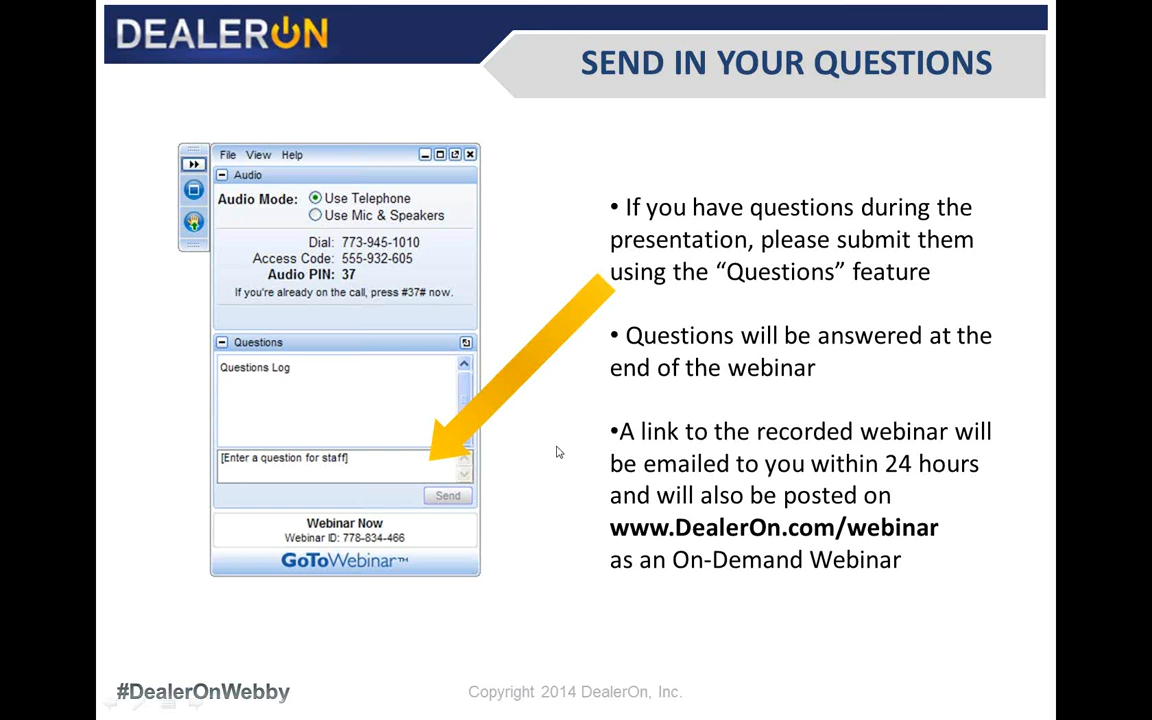 DEALERON
SEND IN YOUR QUESTIONS
File View Help
Audio
Audio Mode: Use Telephone
Use Mic & Speakers
Dial: 773-945-1010
Access Code: 555-932-605
Audio PIN: 37
If you're already on the call, press #37# now.
Questions
Questions Log
[Enter a question for staff]
Send
Webinar Now
Webinar ID: 778-834-466
GoToWebinar™
• If you have questions during the
presentation, please submit them
using the “Questions” feature
• Questions will be answered at the
end of the webinar
•A link to the recorded webinar will
be emailed to you within 24 hours
and will also be posted on
www.DealerOn.com/webinar
as an On-Demand Webinar
#DealerOnWebby
Copyright 2014 DealerOn, Inc.